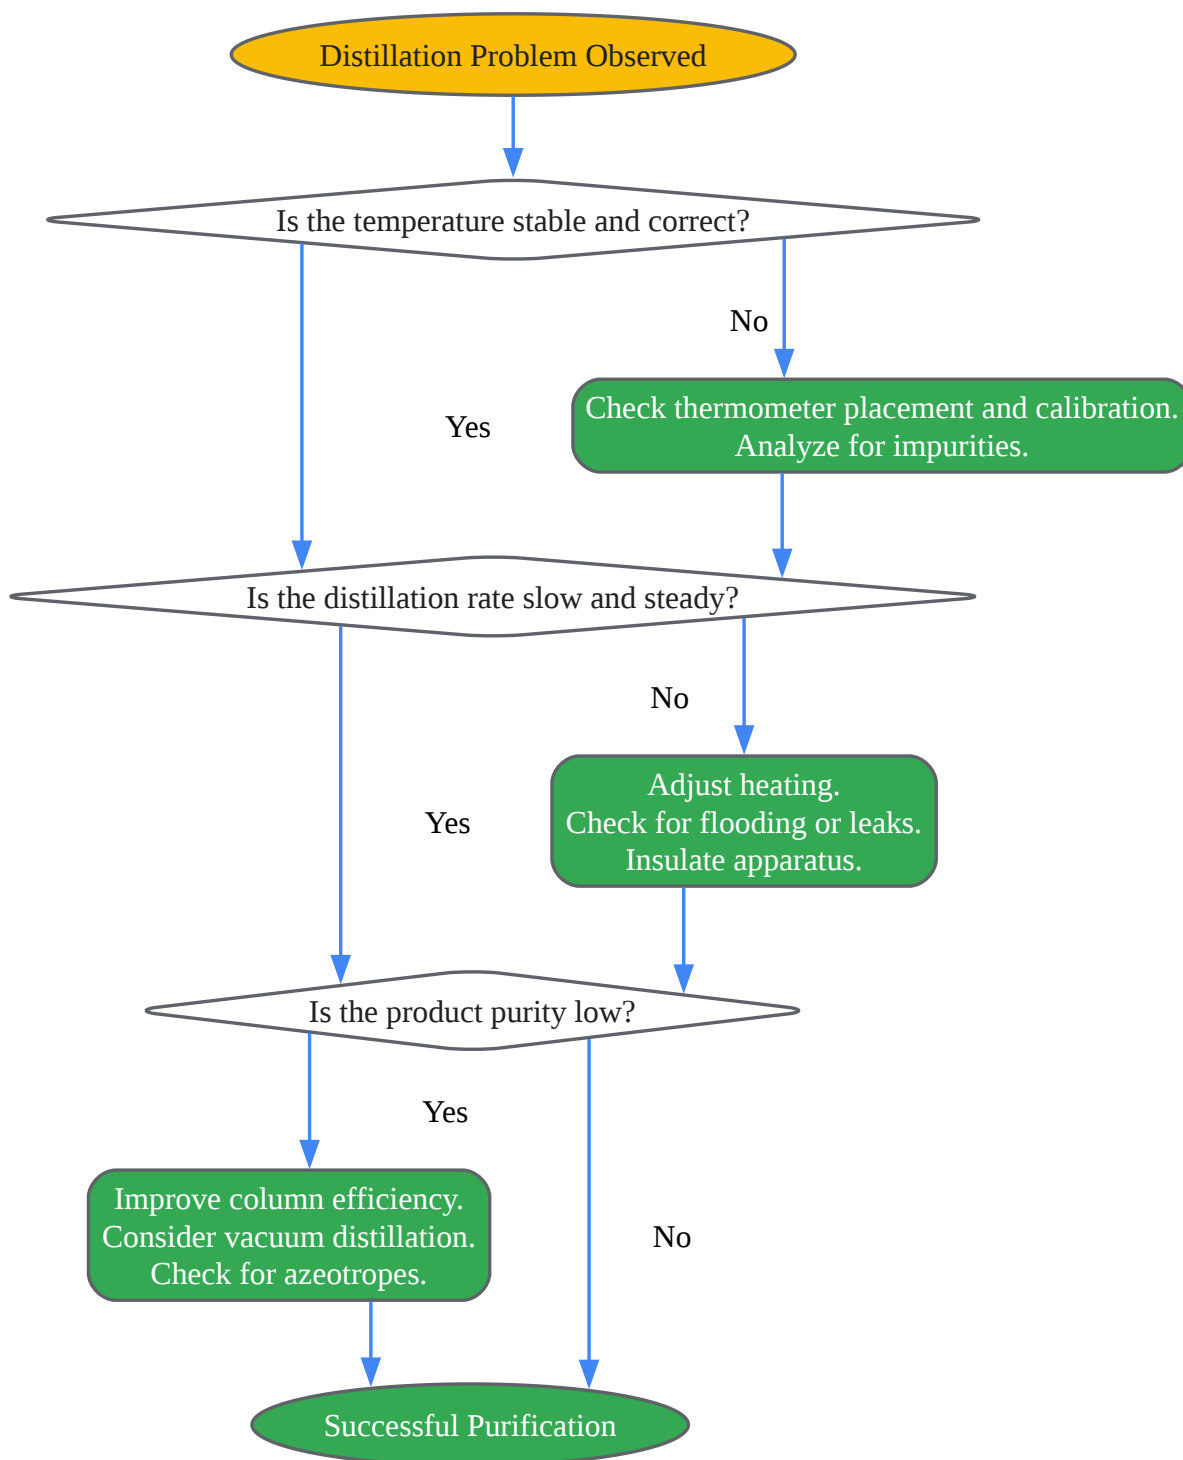 Distillation Problem Observed
Is the temperature stable and correct?
No
Yes
Check thermometer placement and calibration.
Analyze for impurities.
Is the distillation rate slow and steady?
No
Yes
Adjust heating.
Check for flooding or leaks.
Insulate apparatus.
Is the product purity low?
Yes
Improve column efficiency.
Consider vacuum distillation.
Check for azeotropes.
No
Successful Purification